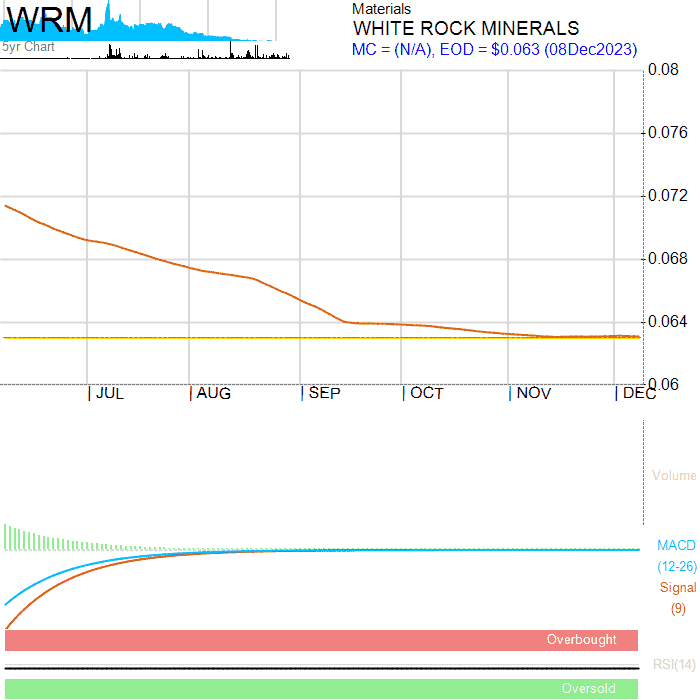 WRM
5yr Chart
Materials
WHITE ROCK MINERALS
MC = (N/A), EOD = $0.063 (08Dec2023)
0.08
0.076
0.072
0.068
0.064
0.06
JUL
AUG
SEP
OCT
NOV
DEC
Volume
MACD
(12-26)
Signal
(9)
Overbought
RSI(14)
Oversold